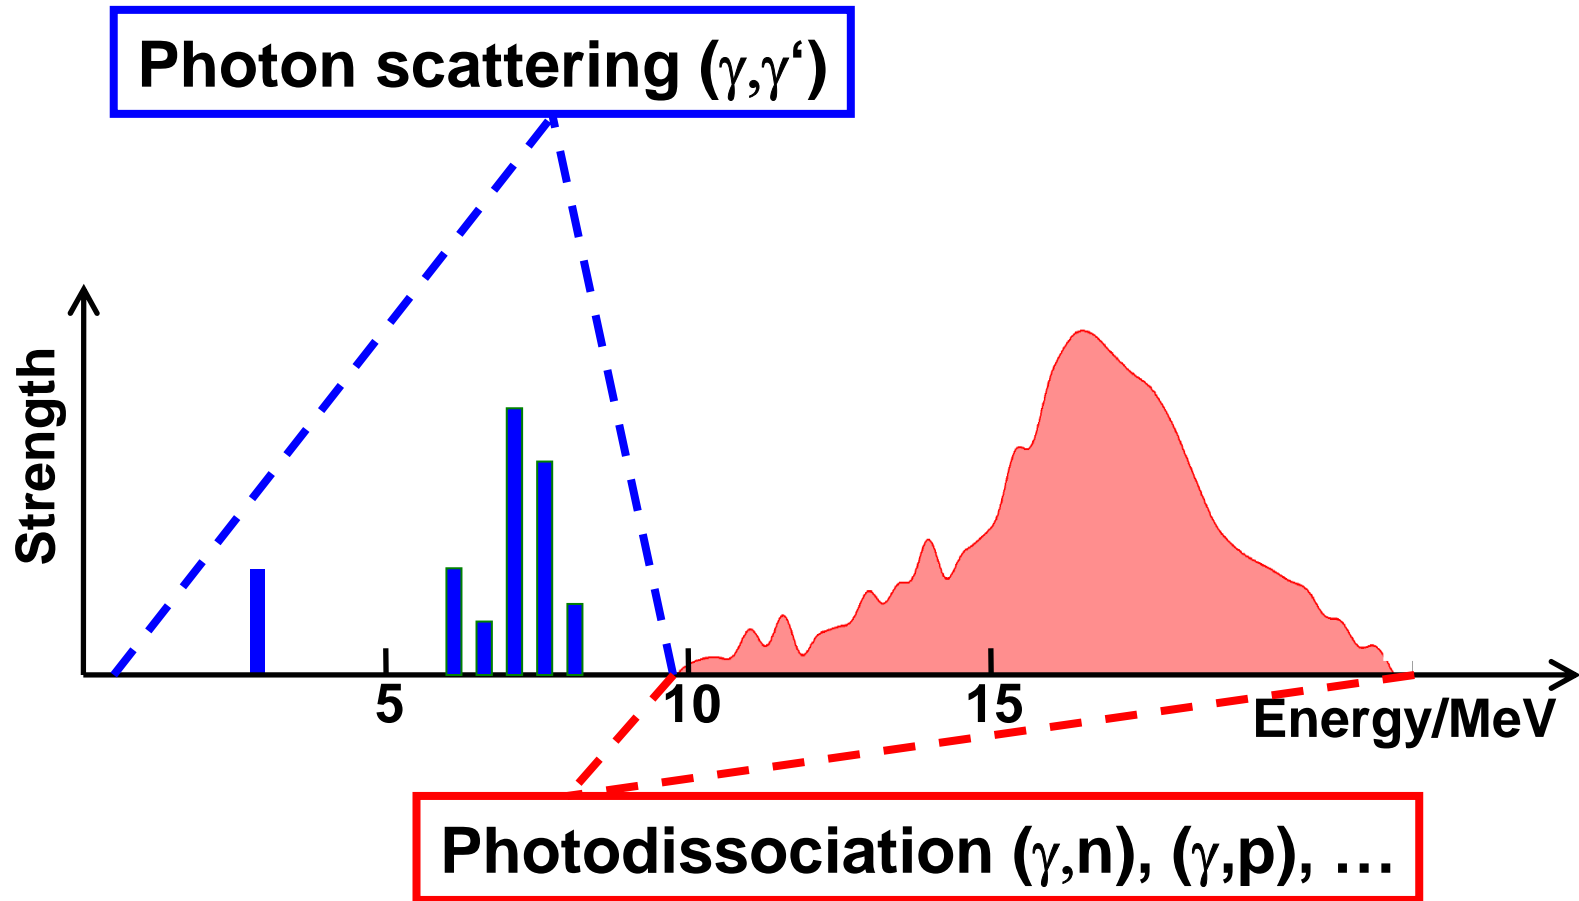 Photon scattering (γ,γ‘)
Strength
5
10
15
Energy/MeV
Photodissociation (γ,n), (γ,p), …